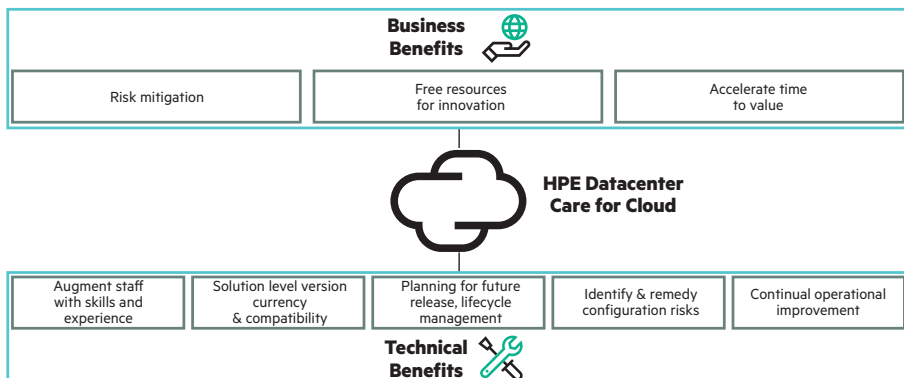 Business
Benefits
Risk mitigation
Free resources
for innovation
Accelerate time
to value
HPE Datacenter
Care for Cloud
Augment staff
with skills and
experience
Solution level version
currency
& compatibility
Planning for future
release, lifecycle
management
Identify & remedy
configuration risks
Continual operational
improvement
Technical
Benefits